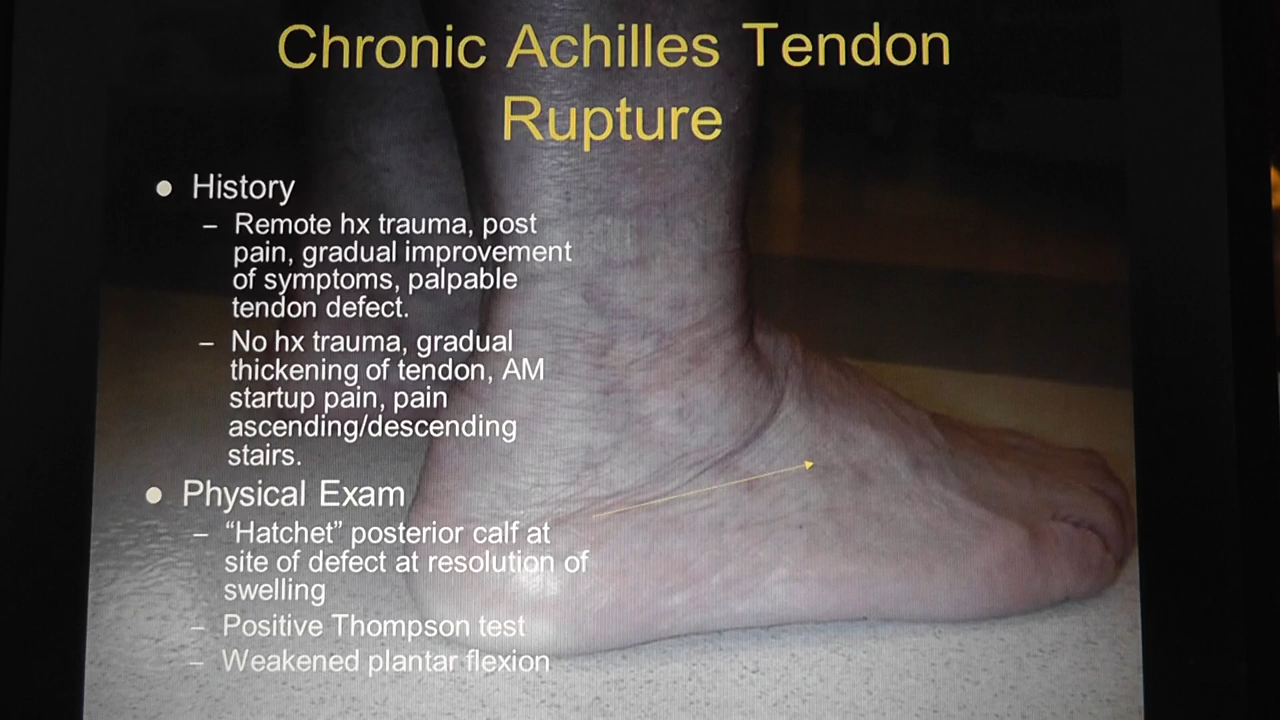 Chronic Achilles Tendon
Rupture
● History
– Remote hx trauma, post
pain, gradual improvement
of symptoms, palpable
tendon defect.
– No hx trauma, gradual
thickening of tendon, AM
startup pain, pain
ascending/descending
stairs.
● Physical Exam
– “Hatchet” posterior calf at
site of defect at resolution of
swelling
– Positive Thompson test
– Weakened plantar flexion